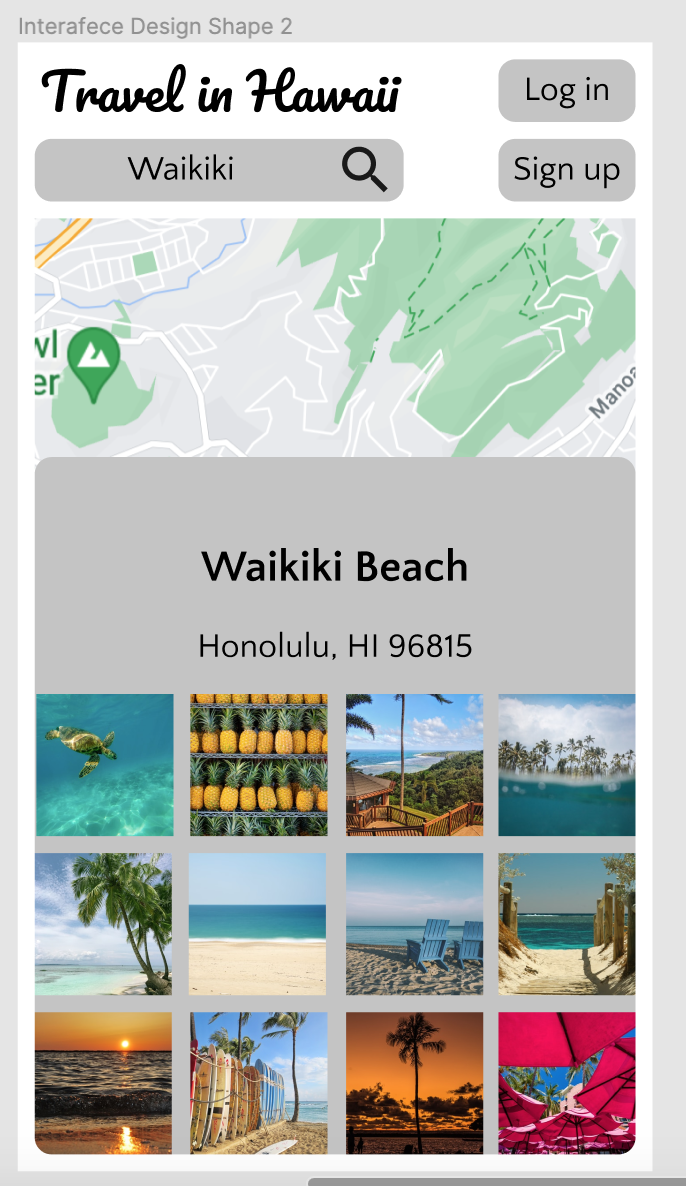 Interafece Design Shape 2
Travel in Hawaii
Log in
Waikiki
Sign up
wl
er
Manoa
Waikiki Beach
Honolulu, HI 96815